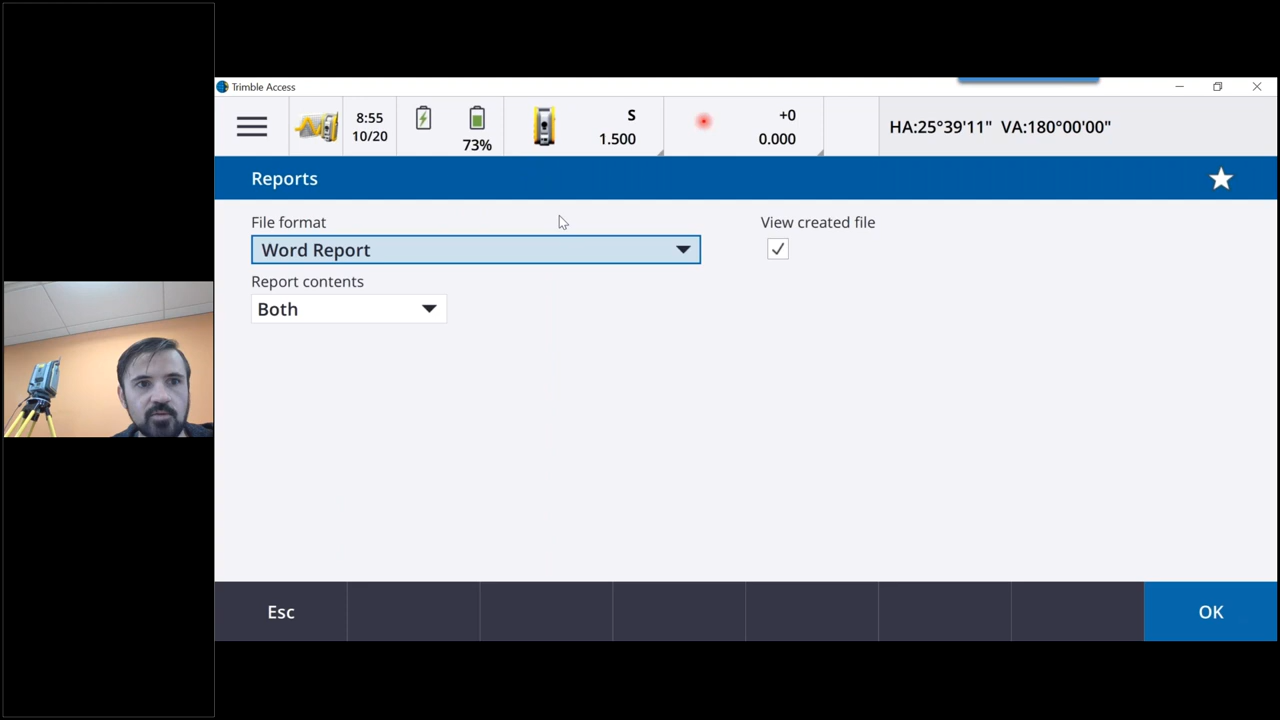 Trimble Access
8:55
10/20
73%
S
1.500
+0
0.000
HA:25°39'11" VA:180°00'00"
Reports
File format
Word Report
View created file
Report contents
Both
Esc
OK